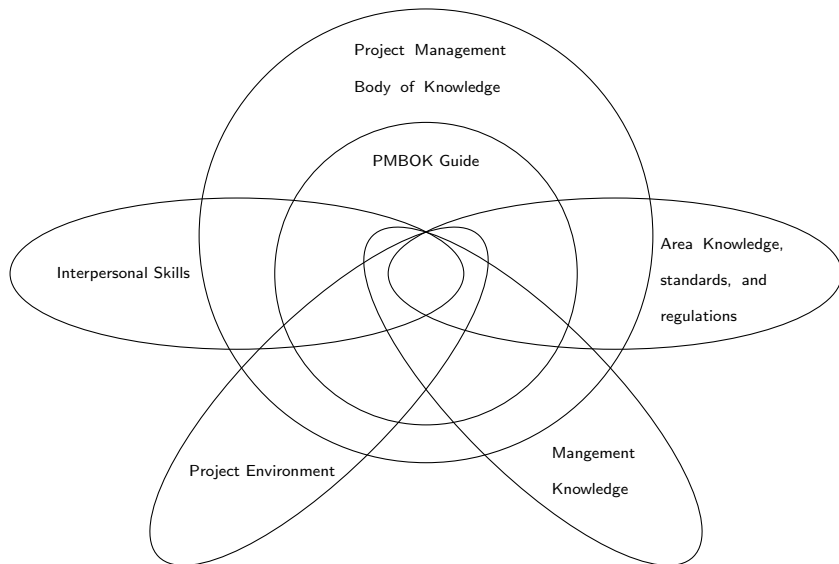 Project Management
Body of Knowledge
PMBOK Guide
Interpersonal Skills
Area Knowledge,
standards, and
regulations
Project Environment
Mangement
Knowledge